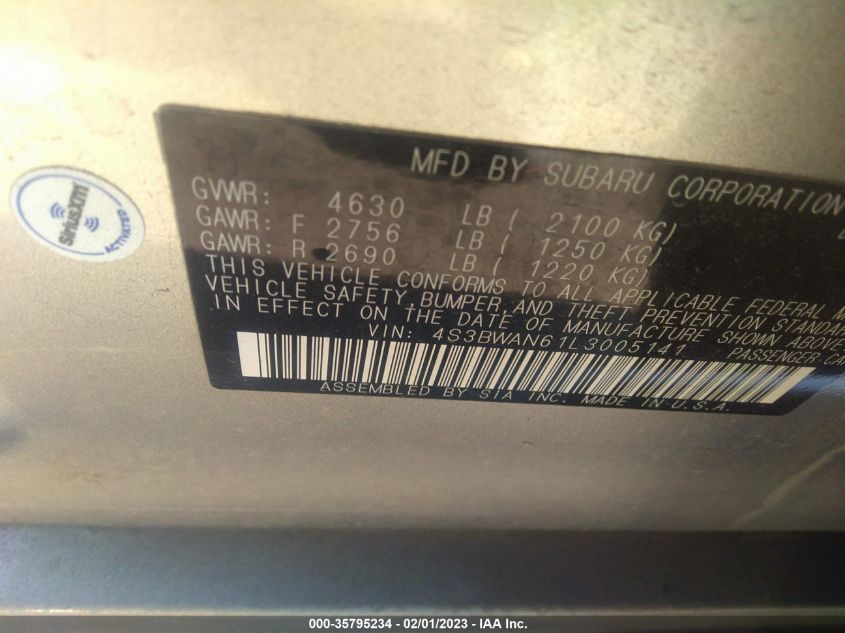 MFD BY SUBARU CORPORATION
GVWR: 4630 LB ( 2100 KG)
GAWR: F 2756 LB ( 1250 KG)
GAWR: R 2690 LB ( 1220 KG)
THIS VEHICLE CONFORMS TO ALL APPLICABLE FEDERAL M
VEHICLE SAFETY, BUMPER, AND THEFT PREVENTION STANDAR
IN EFFECT ON THE DATE OF MANUFACTURE SHOWN ABOVE
VIN: 4S3BWAN61L3005141 PASSENGER CA
ASSEMBLED BY SIA INC. MADE IN U.S.A.
SiriusXM
ACTIVATED
000-35795234 - 02/01/2023 - IAA Inc.